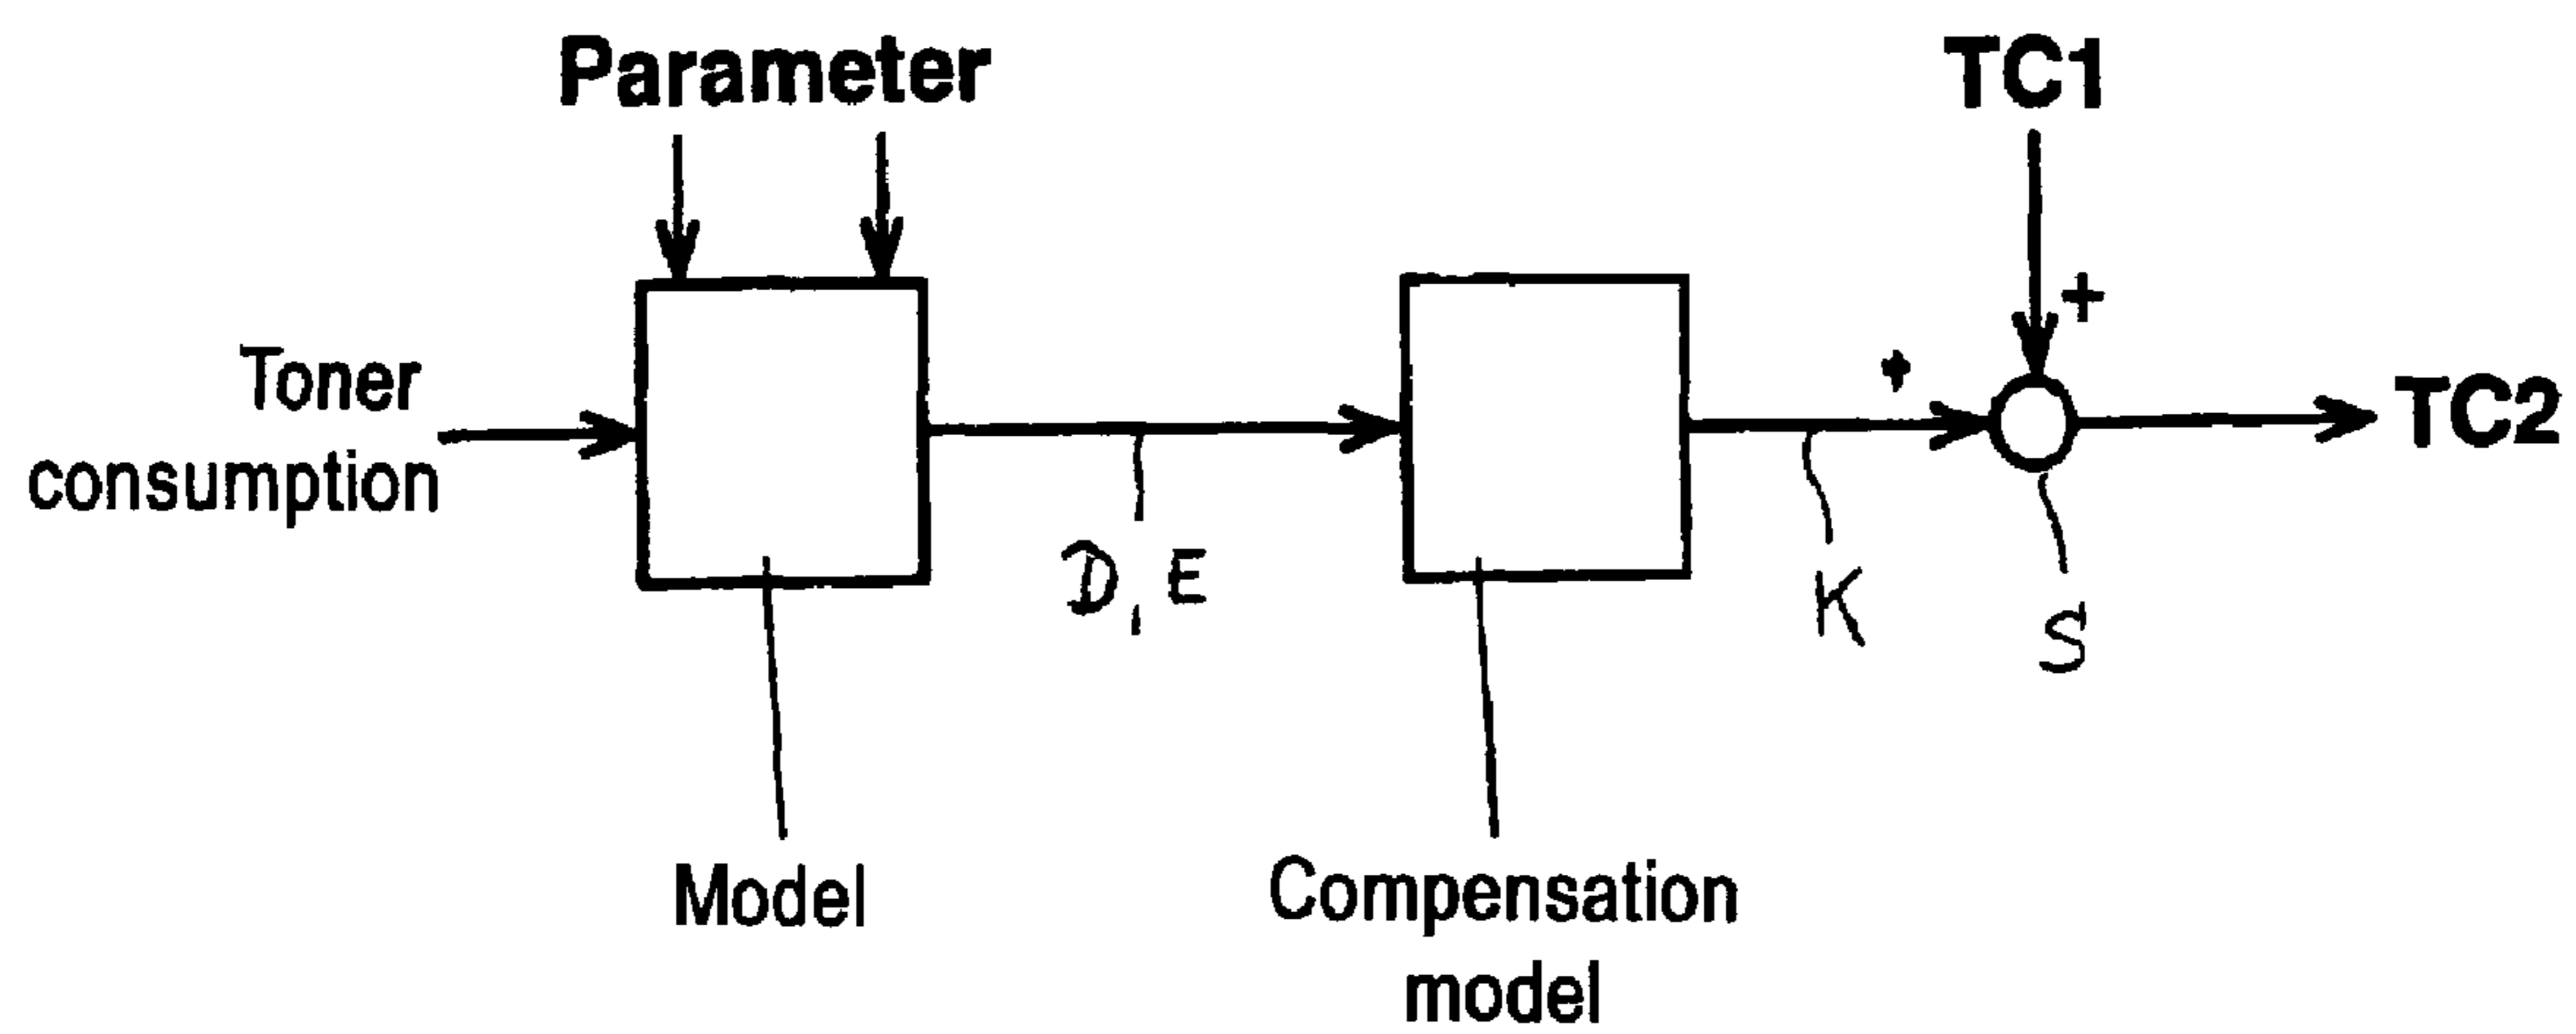 Parameter
TC1
+
+
Toner
consumption
TC2
D, E
K
S
Model
Compensation
model